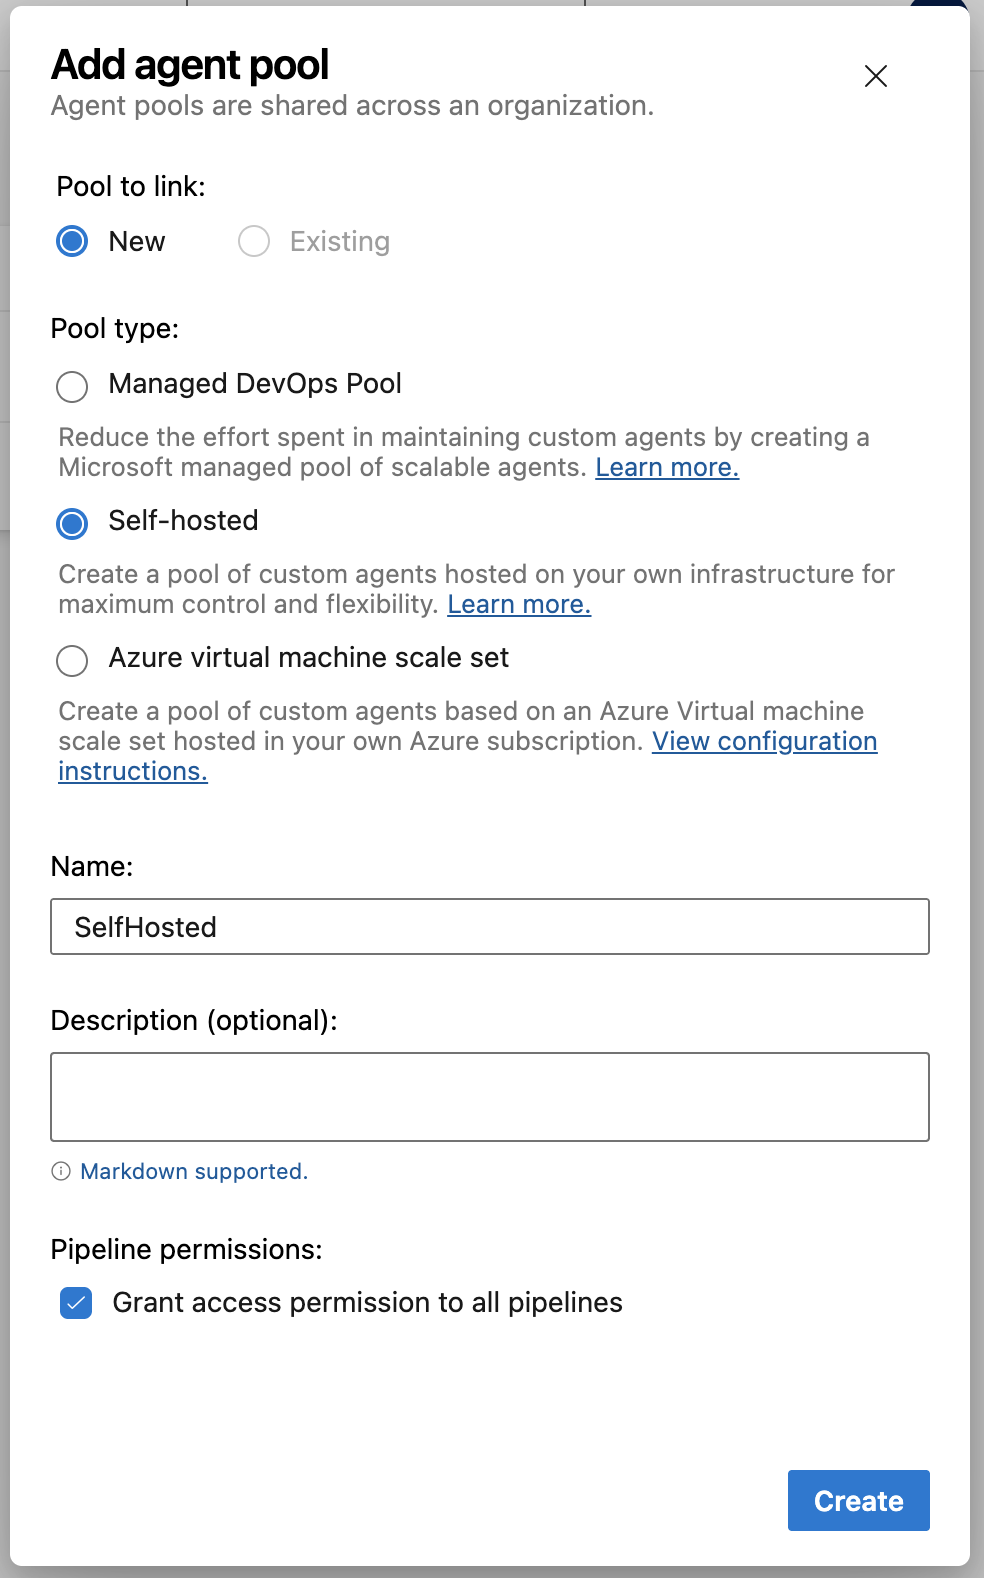 Add agent pool
Agent pools are shared across an organization.
Pool to link:
New
Existing
Pool type:
Managed DevOps Pool
Reduce the effort spent in maintaining custom agents by creating a
Microsoft managed pool of scalable agents. Learn more.
Self-hosted
Create a pool of custom agents hosted on your own infrastructure for
maximum control and flexibility. Learn more.
Azure virtual machine scale set
Create a pool of custom agents based on an Azure Virtual machine
scale set hosted in your own Azure subscription. View configuration
instructions.
Name:
SelfHosted
Description (optional):
Markdown supported.
Pipeline permissions:
Grant access permission to all pipelines
Create